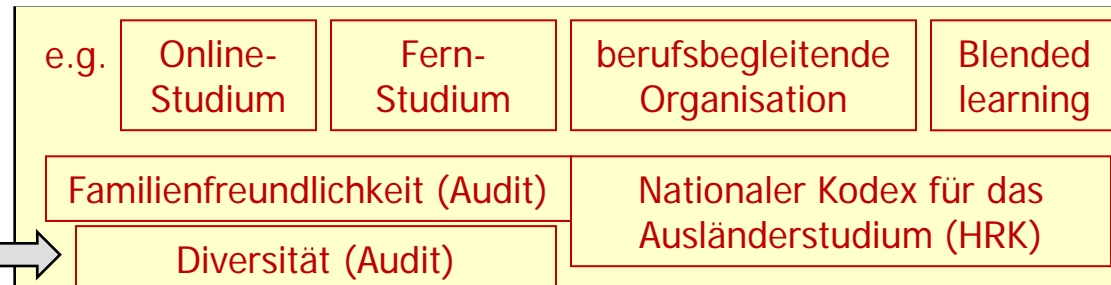 e.g.
Online-
Studium
Fern-
Studium
berufsbegleitende
Organisation
Blended
learning
Familienfreundlichkeit (Audit)
Nationaler Kodex für das
Ausländerstudium (HRK)
Diversität (Audit)